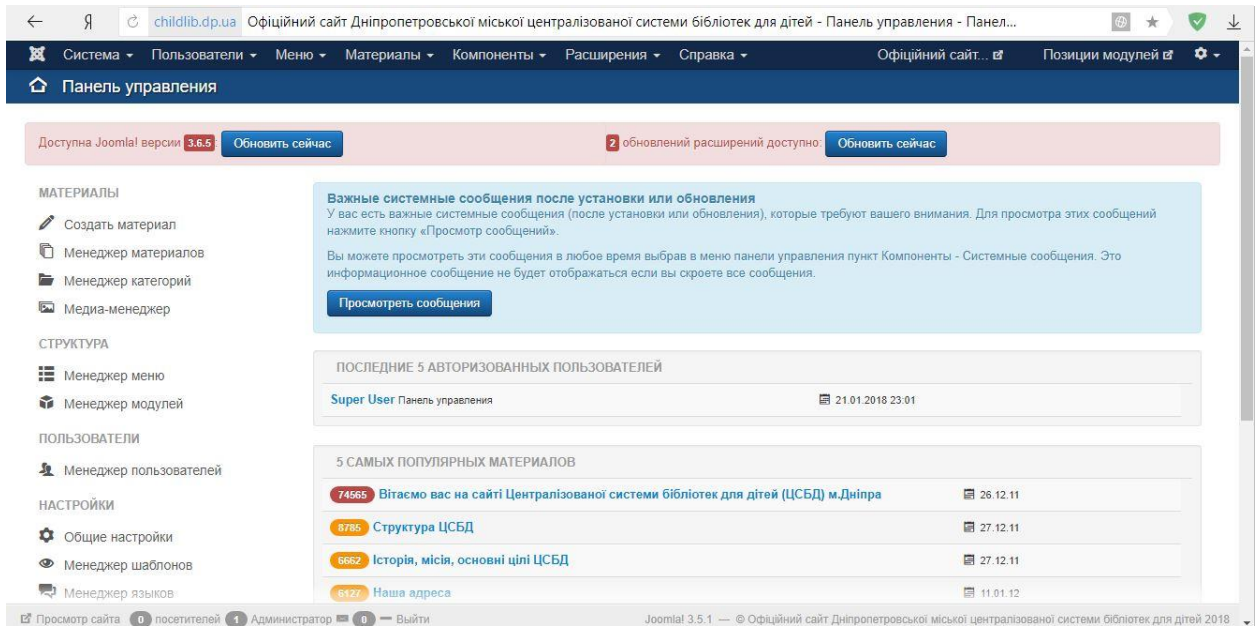 Я childlib.dp.ua Офіційний сайт Дніпропетровської міської централізованої системи бібліотек для дітей - Панель управления - Панел...
Система Пользователи Меню Материалы Компоненты Расширения Справка Офіційний сайт... Позиции модулей
Панель управления
Доступна Joomla! версии 3.6.5: Обновить сейчас 2 обновлений расширений доступно: Обновить сейчас
МАТЕРИАЛЫ
Создать материал
Менеджер материалов
Менеджер категорий
Медиа-менеджер
СТРУКТУРА
Менеджер меню
Менеджер модулей
ПОЛЬЗОВАТЕЛИ
Менеджер пользователей
НАСТРОЙКИ
Общие настройки
Менеджер шаблонов
Менеджер языков
Важные системные сообщения после установки или обновления
У вас есть важные системные сообщения (после установки или обновления), которые требуют вашего внимания. Для просмотра этих сообщений
нажмите кнопку «Просмотр сообщений».
Вы можете просмотреть эти сообщения в любое время выбрав в меню панели управления пункт Компоненты - Системные сообщения. Это
информационное сообщение не будет отображаться если вы скроете все сообщения.
Просмотреть сообщения
ПОСЛЕДНИЕ 5 АВТОРИЗОВАННЫХ ПОЛЬЗОВАТЕЛЕЙ
Super User Панель управления 21.01.2018 23:01
5 САМЫХ ПОПУЛЯРНЫХ МАТЕРИАЛОВ
74565 Вітаємо вас на сайті Централізованої системи бібліотек для дітей (ЦСБД) м.Дніпра 26.12.11
8785 Структура ЦСБД 27.12.11
6662 Історія, місія, основні цілі ЦСБД 27.12.11
6127 Наша адреса 11.01.12
Просмотр сайта 0 посетителей 1 Администратор 0 Выйти Joomla! 3.5.1 — © Офіційний сайт Дніпропетровської міської централізованої системи бібліотек для дітей 2018